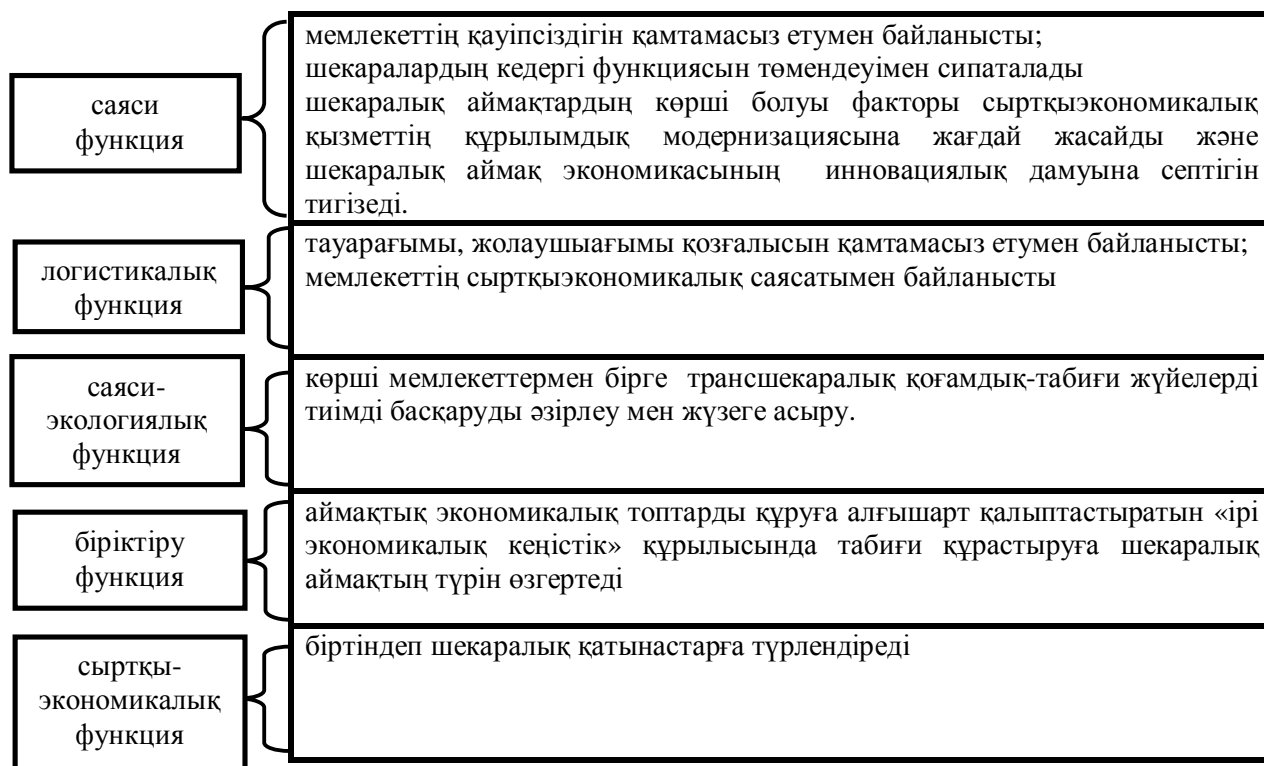 саяси
функция
мемлекеттің қауіпсіздігін қамтамасыз етумен байланысты;
шекаралардың кедергі функциясын төмендеуімен сипаталады
шекаралық аймақтардың көрші болуы факторы сыртқыэкономикалық
қызметтің құрылымдық модернизациясына жағдай жасайды және
шекаралық аймақ экономикасының инновациялық дамуына септігін
тигізеді.
логистикалық
функция
тауарағымы, жолаушыағымы қозғалысын қамтамасыз етумен байланысты;
мемлекеттің сыртқыэкономикалық саясатымен байланысты
саяси-
экологиялық
функция
көрші мемлекеттермен бірге трансшекаралық қоғамдық-табиғи жүйелерді
тиімді басқаруды әзірлеу мен жүзеге асыру.
біріктіру
функция
аймақтық экономикалық топтарды құруға алғышарт қалыптастыратын «ірі
экономикалық кеңістік» құрылысында табиғи құрастыруға шекаралық
аймақтың түрін өзгертеді
сыртқы-
экономикалық
функция
біртіндеп шекаралық қатынастарға түрлендіреді